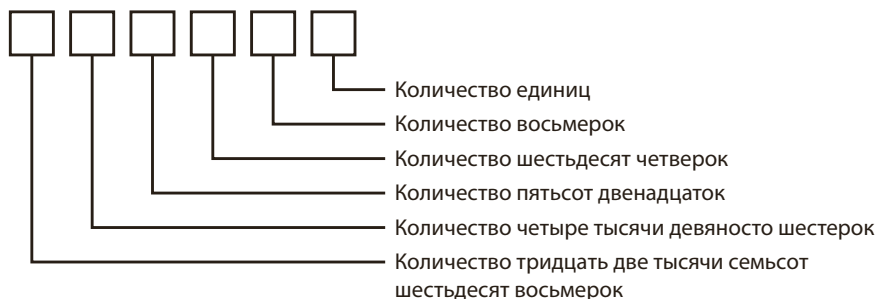 Количество единиц
Количество восьмерок
Количество шестьдесят четверок
Количество пятьсот двенадцаток
Количество четыре тысячи девяносто шестерок
Количество тридцать две тысячи семьсот
шестьдесят восьмерок